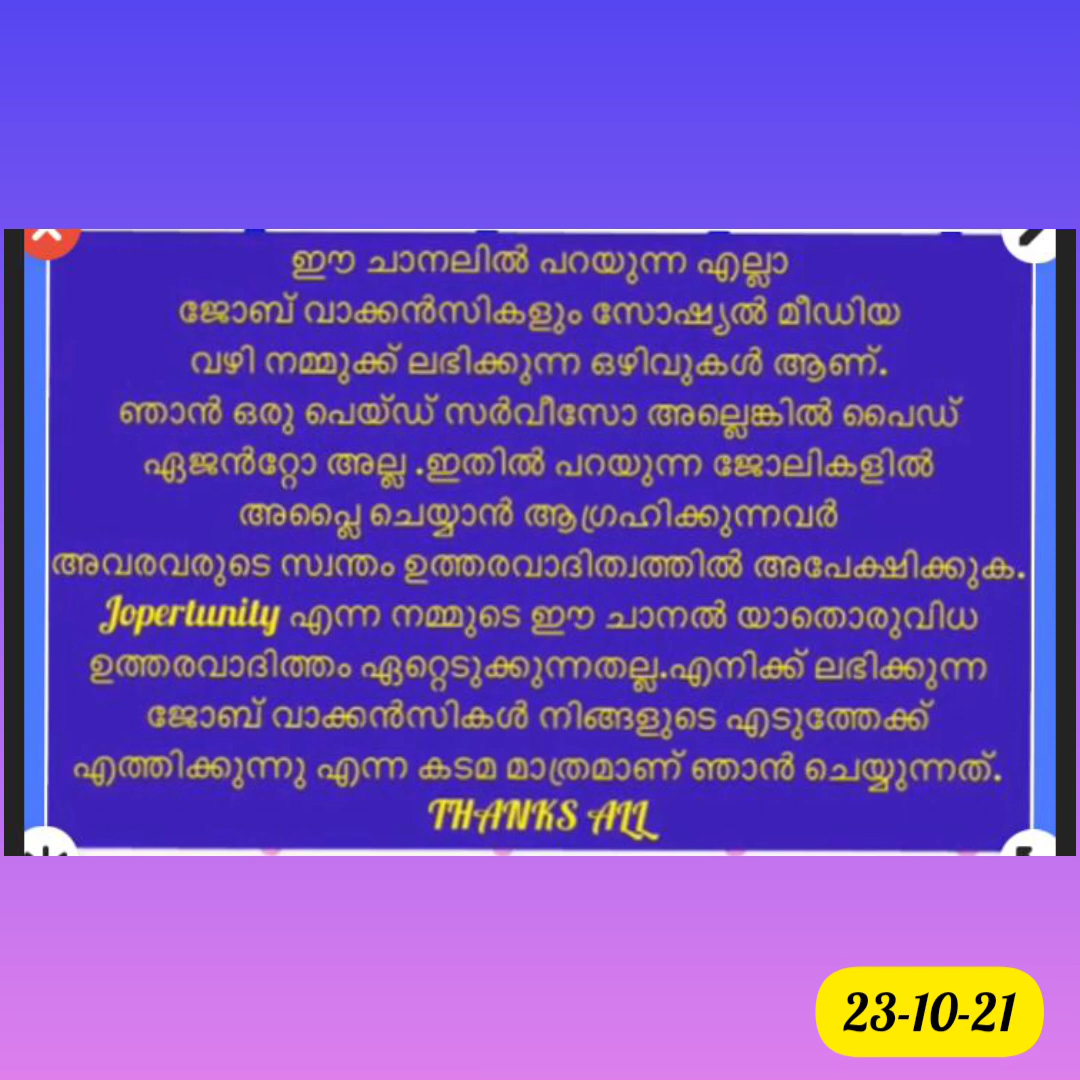 ഈ ചാനലിൽ പറയുന്ന എല്ലാ
ജോബ് വാക്കൻസികളും സോഷ്യൽ മീഡിയ
വഴി നമ്മുക്ക് ലഭിക്കുന്ന ഒഴിവുകൾ ആണ്.
ഞാൻ ഒരു പെയ്ഡ് സർവീസോ അല്ലെങ്കിൽ പൈഡ്
ഏജൻറ്റോ അല്ല .ഇതിൽ പറയുന്ന ജോലികളിൽ
അപ്ലൈ ചെയ്യാൻ ആഗ്രഹിക്കുന്നവർ
അവരവരുടെ സ്വന്തം ഉത്തരവാദിത്വത്തിൽ അപേക്ഷിക്കുക.
Jopertunity എന്ന നമ്മുടെ ഈ ചാനൽ യാതൊരുവിധ
ഉത്തരവാദിത്തം ഏറ്റെടുക്കുന്നതല്ല.എനിക്ക് ലഭിക്കുന്ന
ജോബ് വാക്കൻസികൾ നിങ്ങളുടെ എടുത്തേക്ക്
എത്തിക്കുന്നു എന്ന കടമ മാത്രമാണ് ഞാൻ ചെയ്യുന്നത്.
THANKS ALL
23-10-21